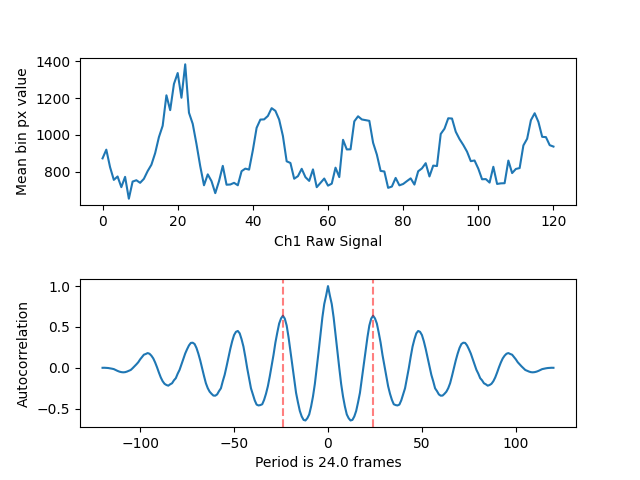 1400
1200
1000
800
Mean bin px value
0 20 40 60 80 100 120
Ch1 Raw Signal
1.0
0.5
0.0
−0.5
Autocorrelation
−100 −50 0 50 100
Period is 24.0 frames